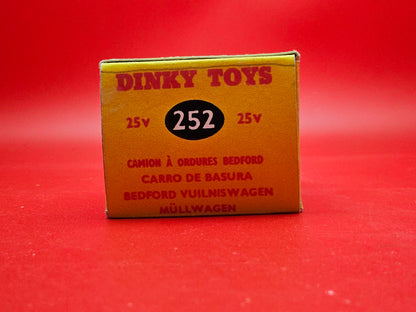 DINKY TOYS
25v 252 25v
CAMION À ORDURES BEDFORD
CARRO DE BASURA
BEDFORD VUILNISWAGEN
MÜLLWAGEN